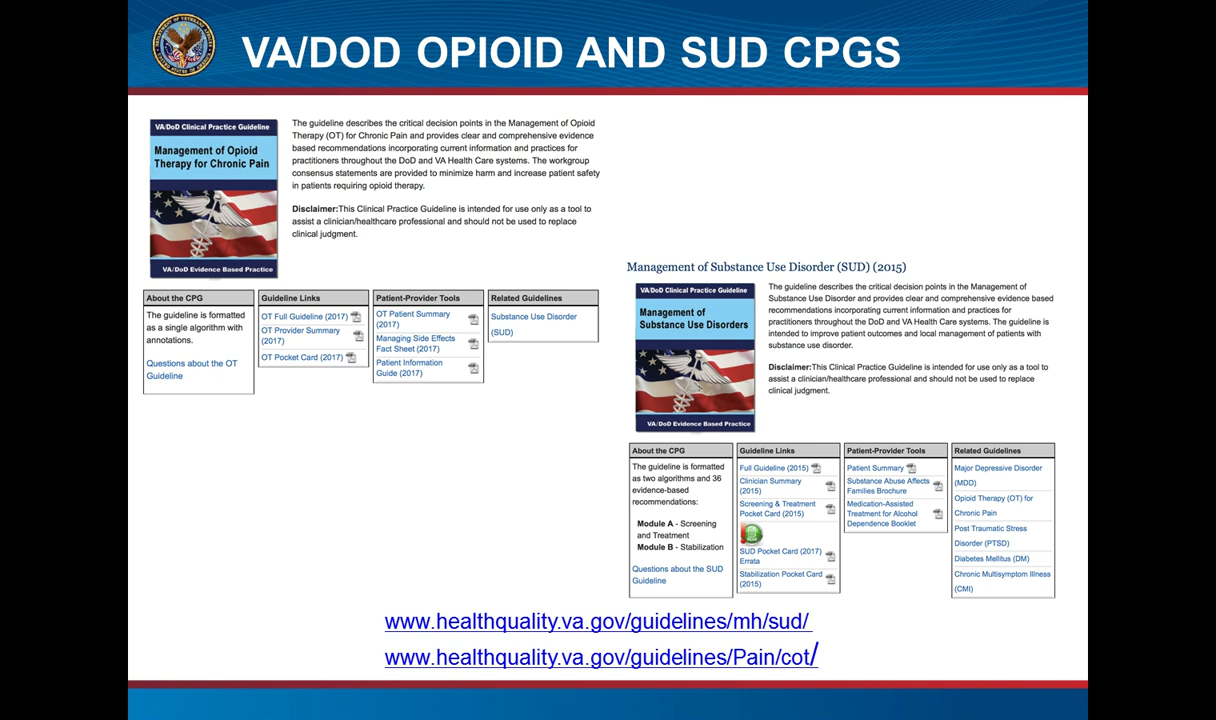 VA/DOD OPIOID AND SUD CPGS
VA/DoD Clinical Practice Guideline
Management of Opioid
Therapy for Chronic Pain
VA/DoD Evidence Based Practice
The guideline describes the critical decision points in the Management of Opioid
Therapy (OT) for Chronic Pain and provides clear and comprehensive evidence
based recommendations incorporating current information and practices for
practitioners throughout the DoD and VA Health Care systems. The workgroup
consensus statements are provided to minimize harm and increase patient safety
in patients requiring opioid therapy.
Disclaimer:This Clinical Practice Guideline is intended for use only as a tool to
assist a clinician/healthcare professional and should not be used to replace
clinical judgment.
About the CPG
The guideline is formatted
as a single algorithm with
annotations.
Questions about the OT
Guideline
Guideline Links
OT Full Guideline (2017)
OT Provider Summary
(2017)
OT Pocket Card (2017)
Patient-Provider Tools
OT Patient Summary
(2017)
Managing Side Effects
Fact Sheet (2017)
Patient Information
Guide (2017)
Related Guidelines
Substance Use Disorder
(SUD)
Management of Substance Use Disorder (SUD) (2015)
VA/DoD Clinical Practice Guideline
Management of
Substance Use Disorders
VA/DoD Evidence Based Practice
The guideline describes the critical decision points in the Management of
Substance Use Disorder and provides clear and comprehensive evidence based
recommendations incorporating current information and practices for
practitioners throughout the DoD and VA Health Care systems. The guideline is
intended to improve patient outcomes and local management of patients with
substance use disorder.
Disclaimer:This Clinical Practice Guideline is intended for use only as a tool to
assist a clinician/healthcare professional and should not be used to replace
clinical judgment.
About the CPG
The guideline is formatted
as two algorithms and 36
evidence-based
recommendations:
Module A - Screening
and Treatment
Module B - Stabilization
Questions about the SUD
Guideline
Guideline Links
Full Guideline (2015)
Clinician Summary
(2015)
Screening & Treatment
Pocket Card (2015)
SUD Pocket Card (2017)
Errata
Stabilization Pocket Card
(2015)
Patient-Provider Tools
Patient Summary
Substance Abuse Affects
Families Brochure
Medication-Assisted
Treatment for Alcohol
Dependence Booklet
Related Guidelines
Major Depressive Disorder
(MDD)
Opioid Therapy (OT) for
Chronic Pain
Post Traumatic Stress
Disorder (PTSD)
Diabetes Mellitus (DM)
Chronic Multisymptom Illness
(CMI)
www.healthquality.va.gov/guidelines/mh/sud/
www.healthquality.va.gov/guidelines/Pain/cot/